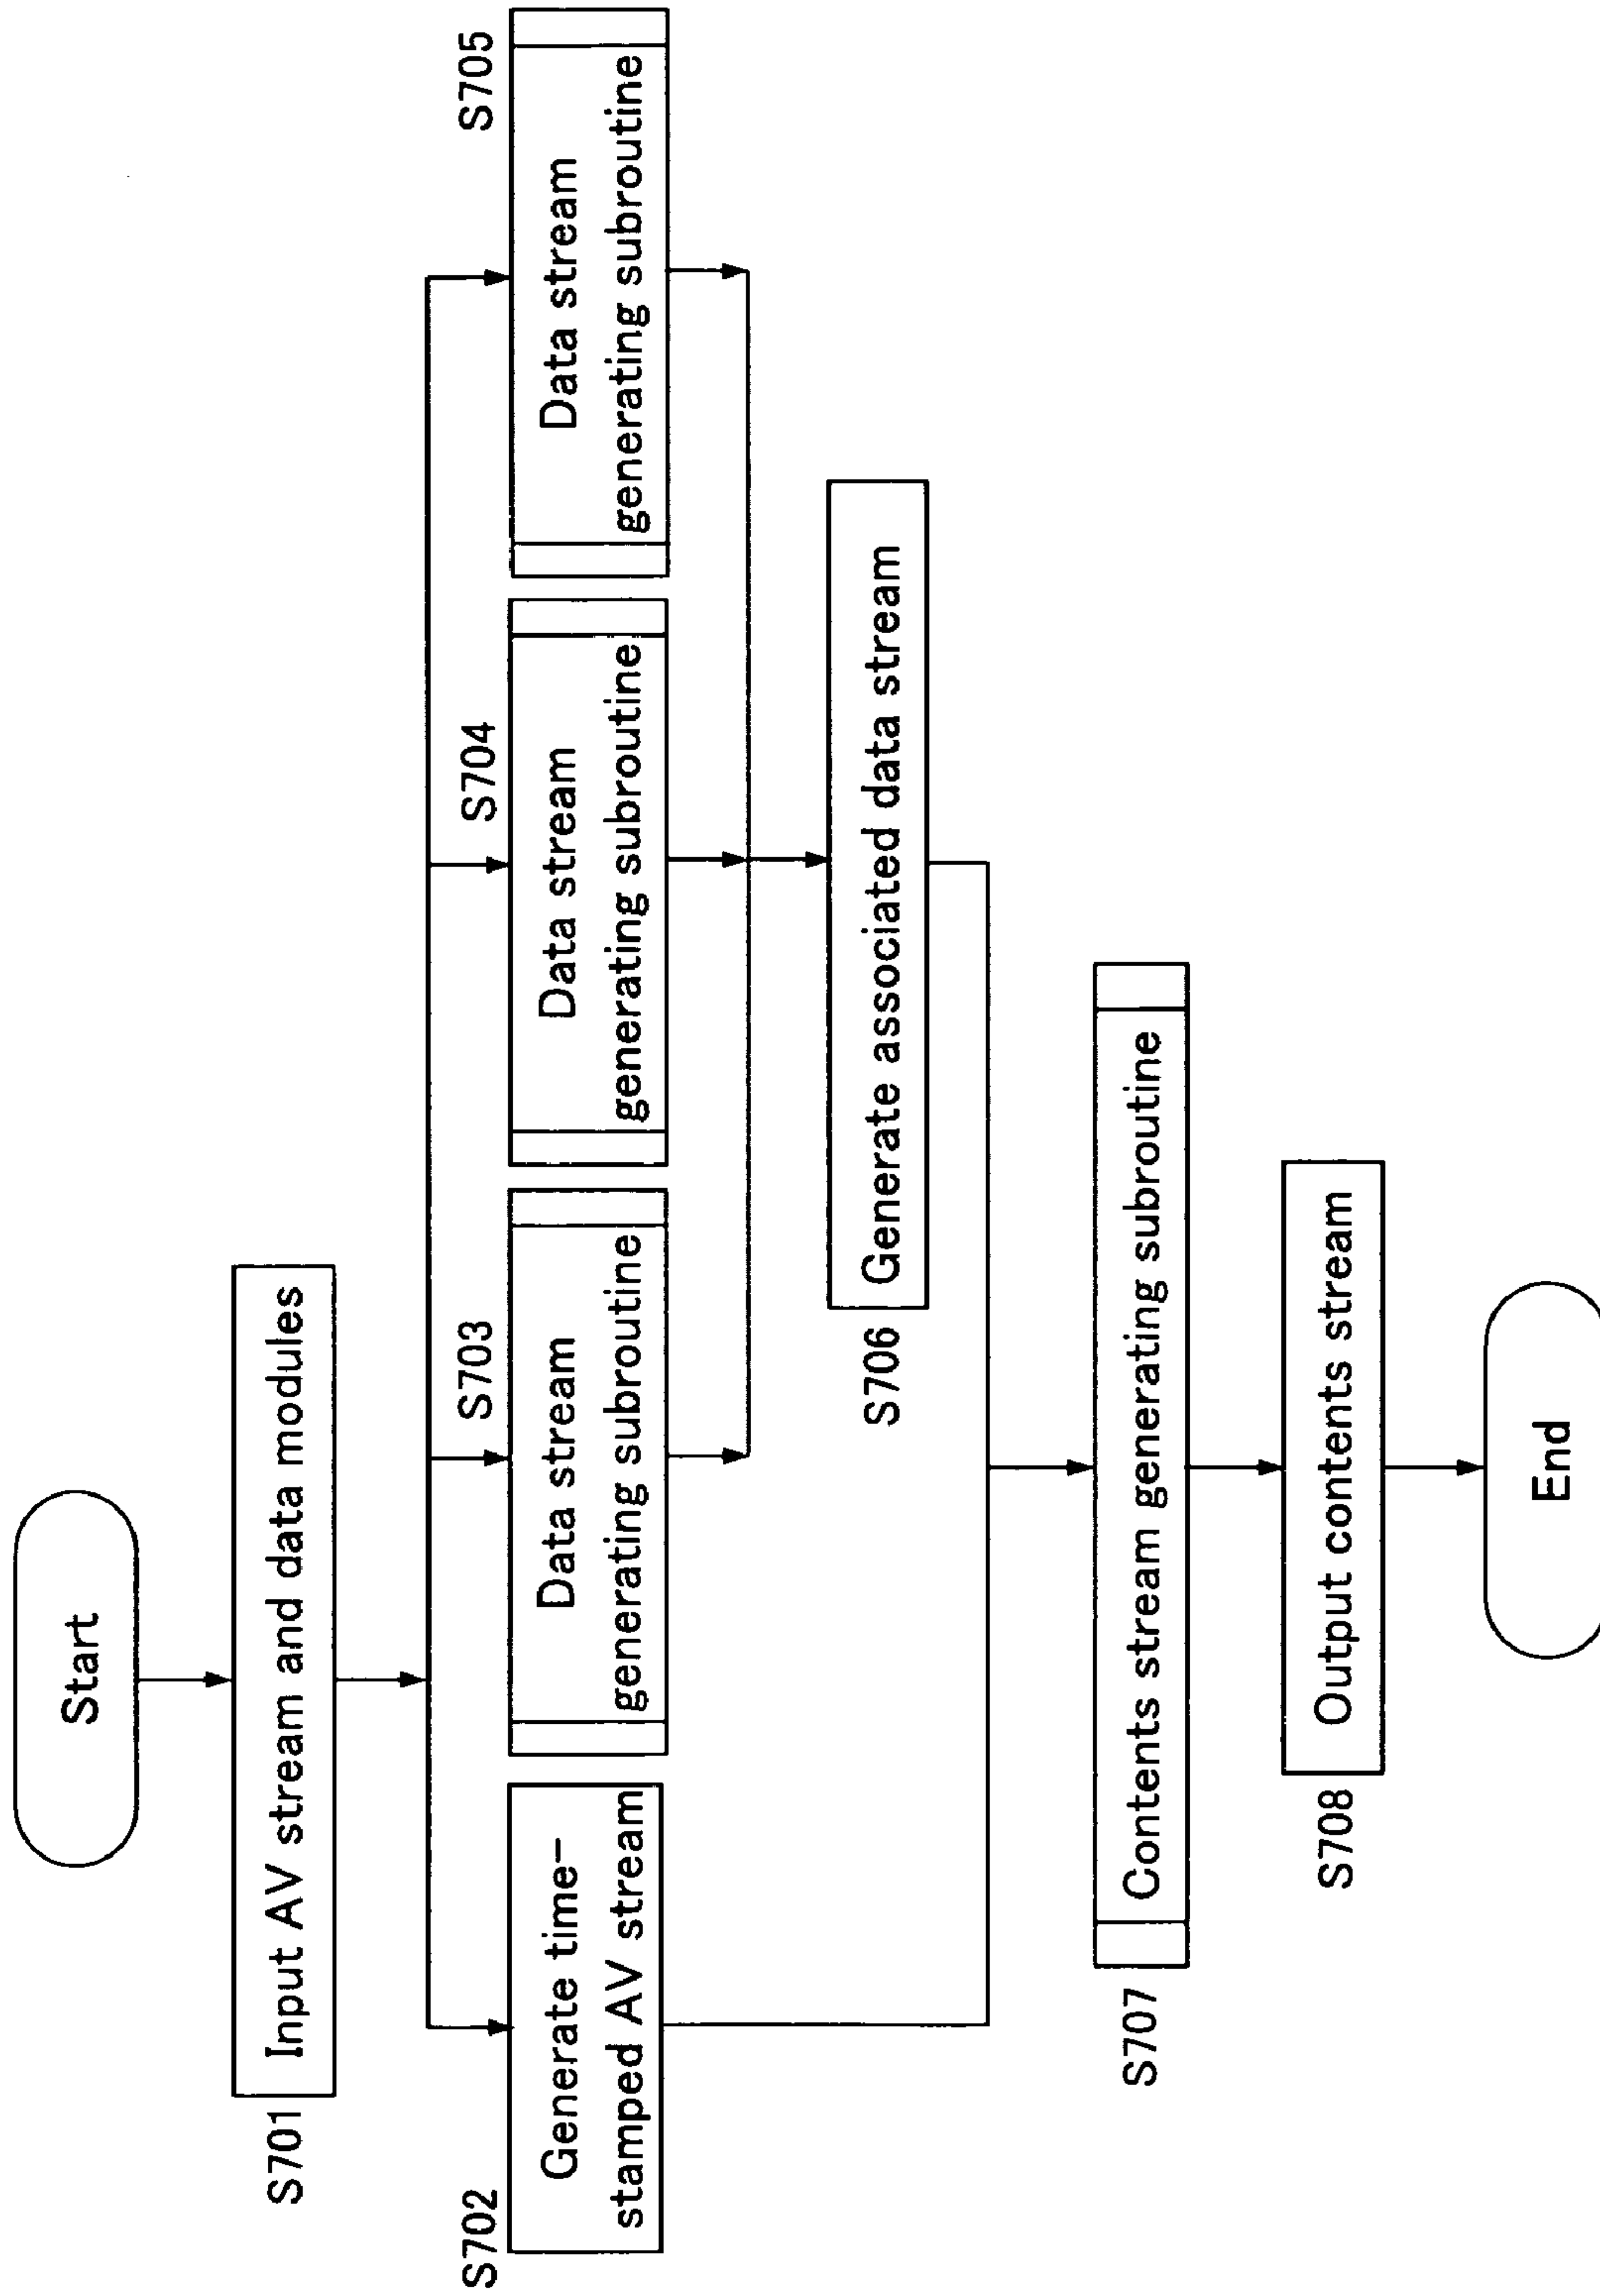 Start
S701
Input AV stream and data modules
S702
Generate time-
stamped AV stream
S703
Data stream
generating subroutine
S704
Data stream
generating subroutine
S705
Data stream
generating subroutine
S706
Generate associated data stream
S707
Contents stream generating subroutine
S708
Output contents stream
End